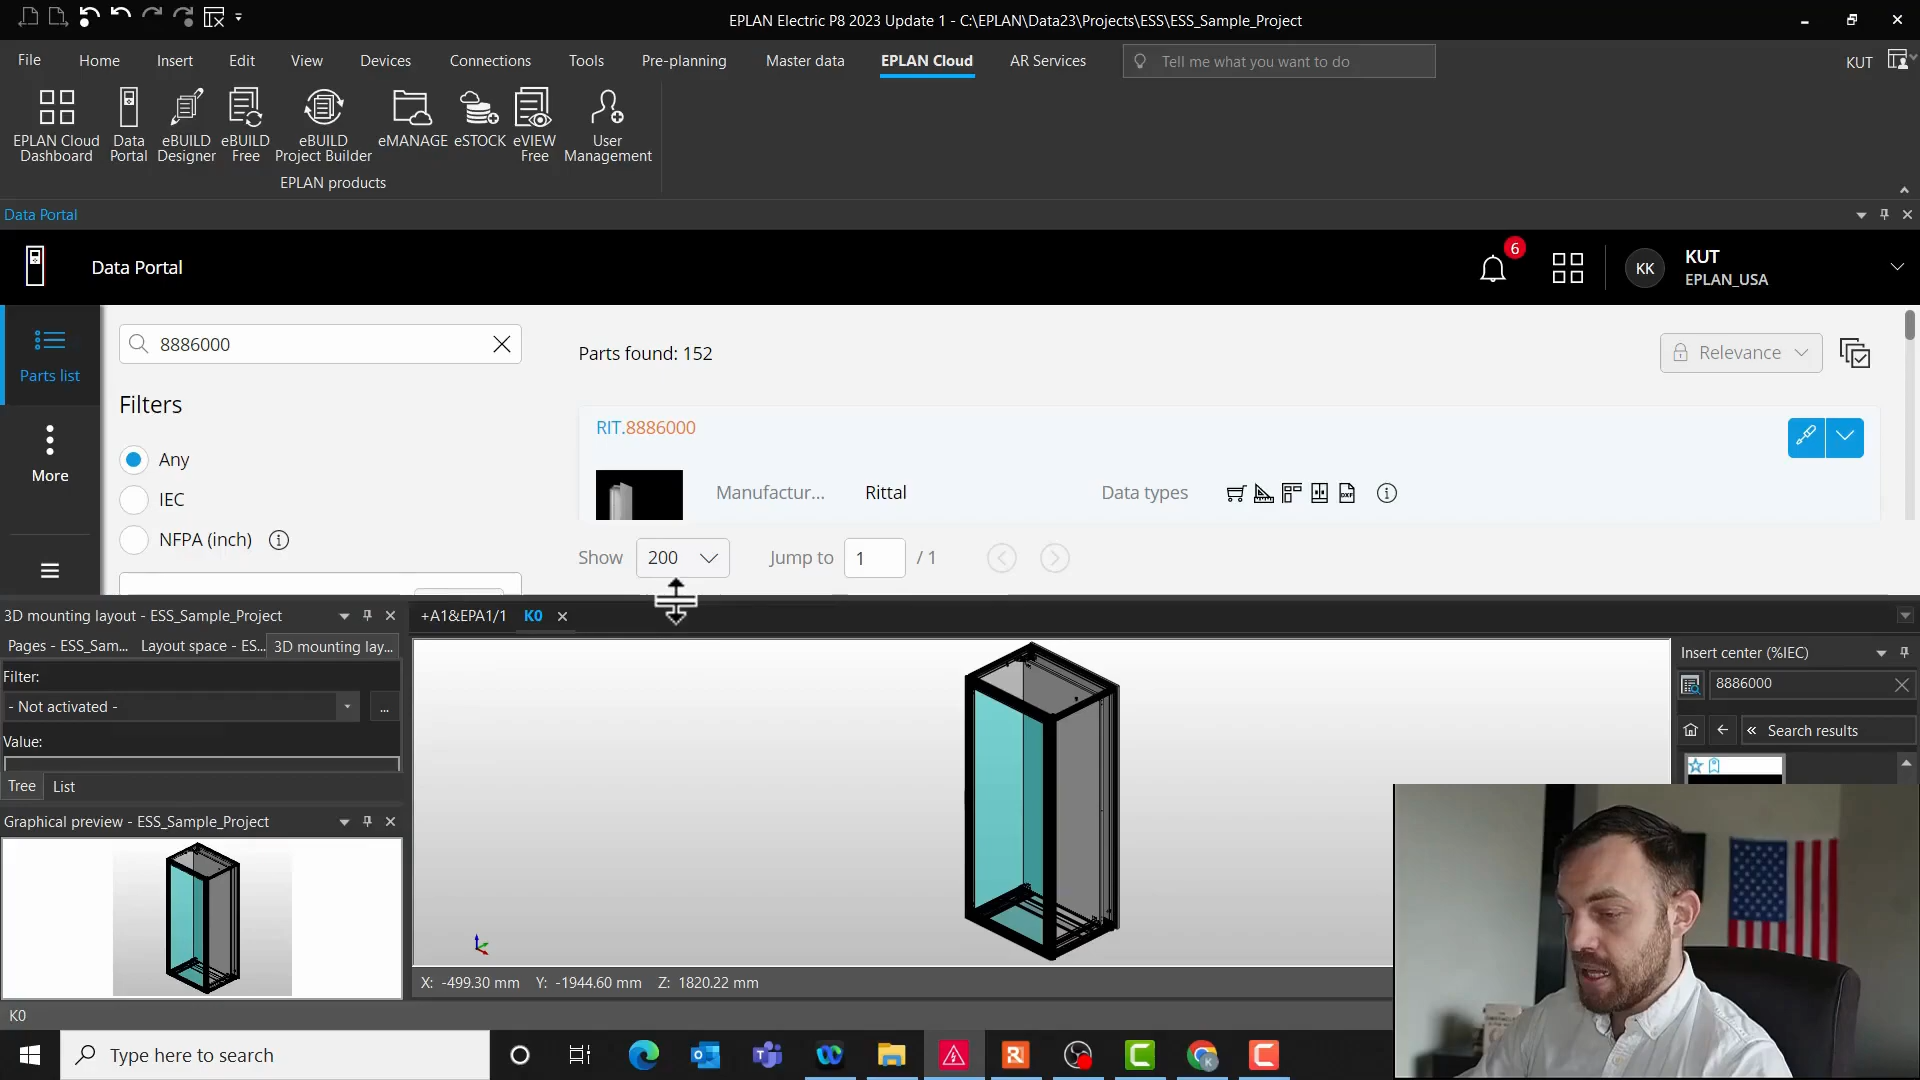 EPLAN Electric P8 2023 Update 1 - C:\EPLAN\Data23\Projects\ESS\ESS_Sample_Project
File Home Insert Edit View Devices Connections Tools Pre-planning Master data EPLAN Cloud AR Services Tell me what you want to do KUT
EPLAN Cloud Dashboard
Data Portal
eBUILD Designer
eBUILD Free
eBUILD Project Builder
eMANAGE
eSTOCK
eVIEW Free
User Management
EPLAN products
Data Portal
Data Portal
6
KK
KUT
EPLAN_USA
Parts list
More
8886000
Filters
Any
IEC
NFPA (inch)
Parts found: 152
Relevance
RIT.8886000
Manufactur... Rittal Data types
DXF
Show 200 Jump to 1 / 1
3D mounting layout - ESS_Sample_Project
Pages - ESS_Sam... Layout space - ES... 3D mounting lay...
Filter:
- Not activated -
...
Value:
Tree List
Graphical preview - ESS_Sample_Project
+A1&EPA1/1 K0
X: -499.30 mm Y: -1944.60 mm Z: 1820.22 mm
Insert center (%IEC)
8886000
« Search results
K0
Type here to search